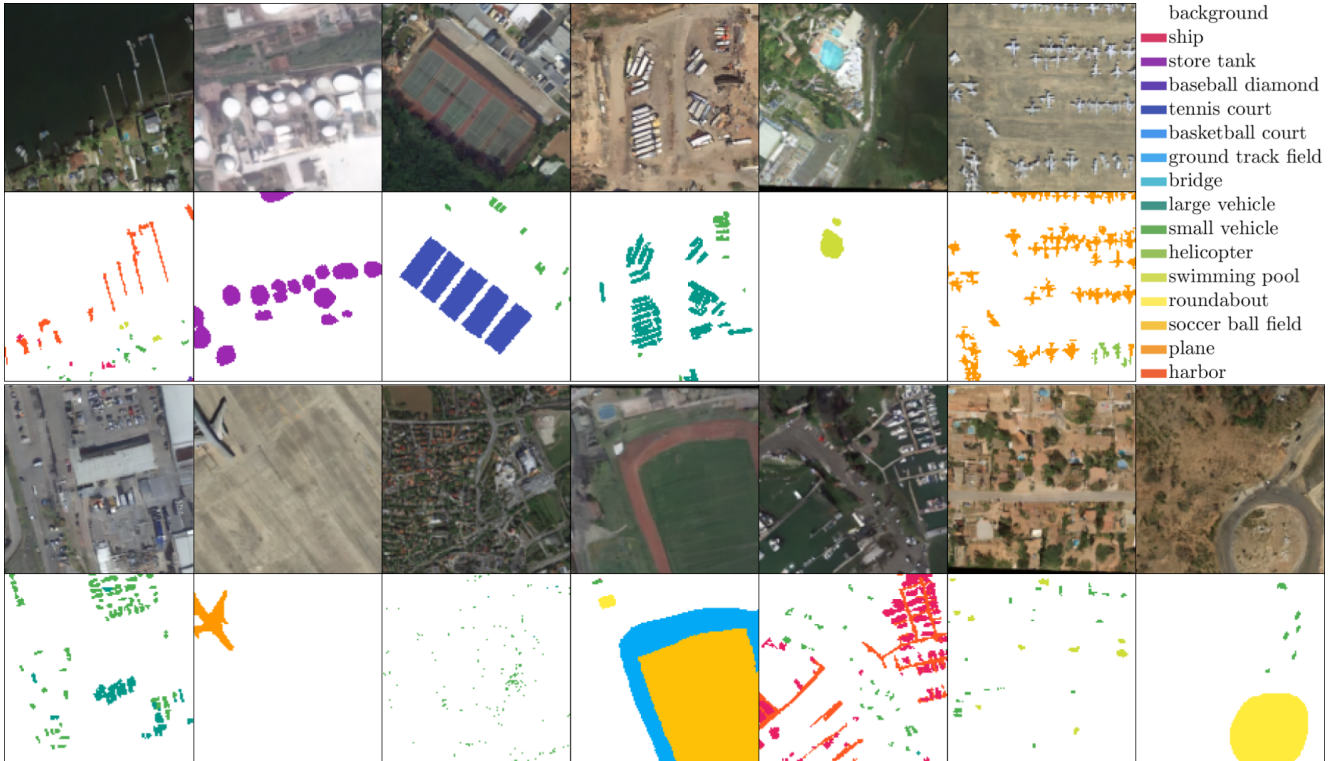 background
ship
store tank
baseball diamond
tennis court
basketball court
ground track field
bridge
large vehicle
small vehicle
helicopter
swimming pool
roundabout
soccer ball field
plane
harbor